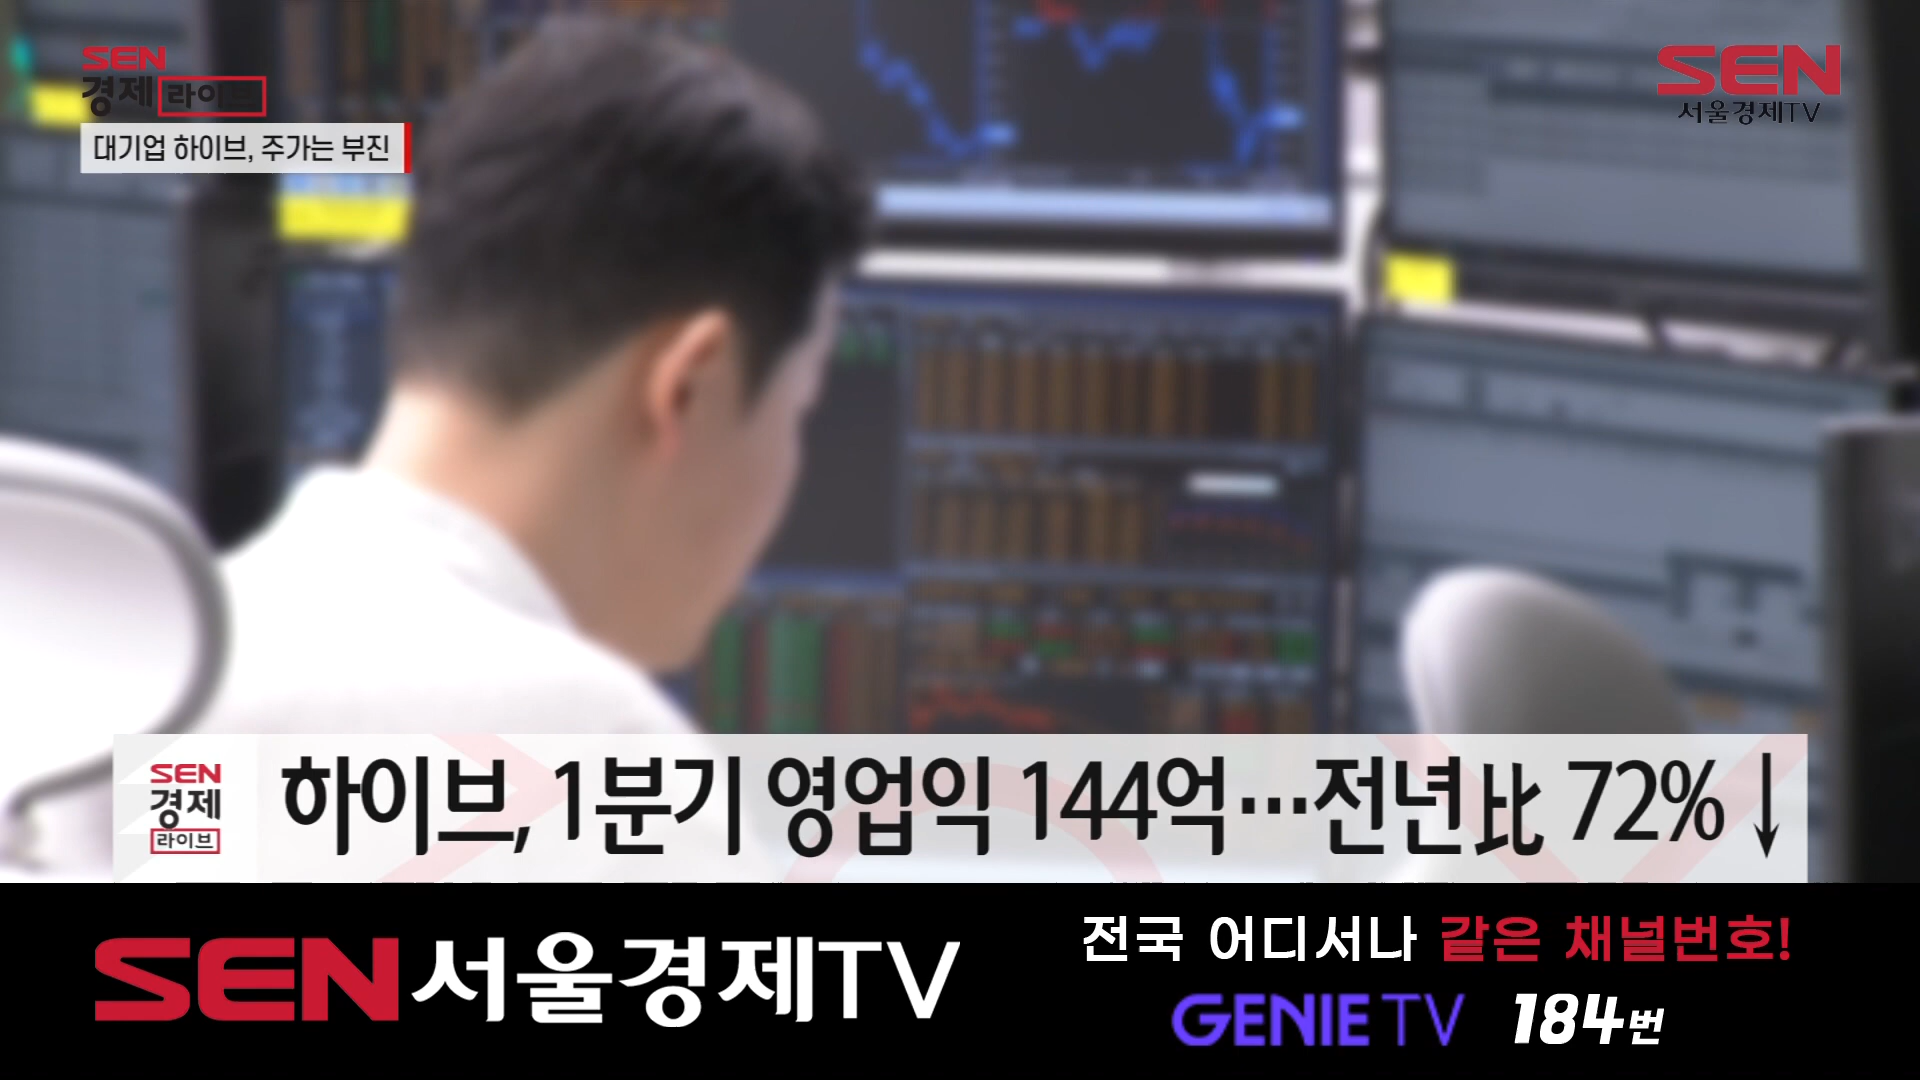 SEN
경제 라이브
대기업 하이브, 주가는 부진
SEN
서울경제TV
SEN
경제
라이브
하이브, 1분기 영업익 144억…전년比 72%↓
SEN서울경제TV
전국 어디서나 같은 채널번호!
GENIE TV 184번